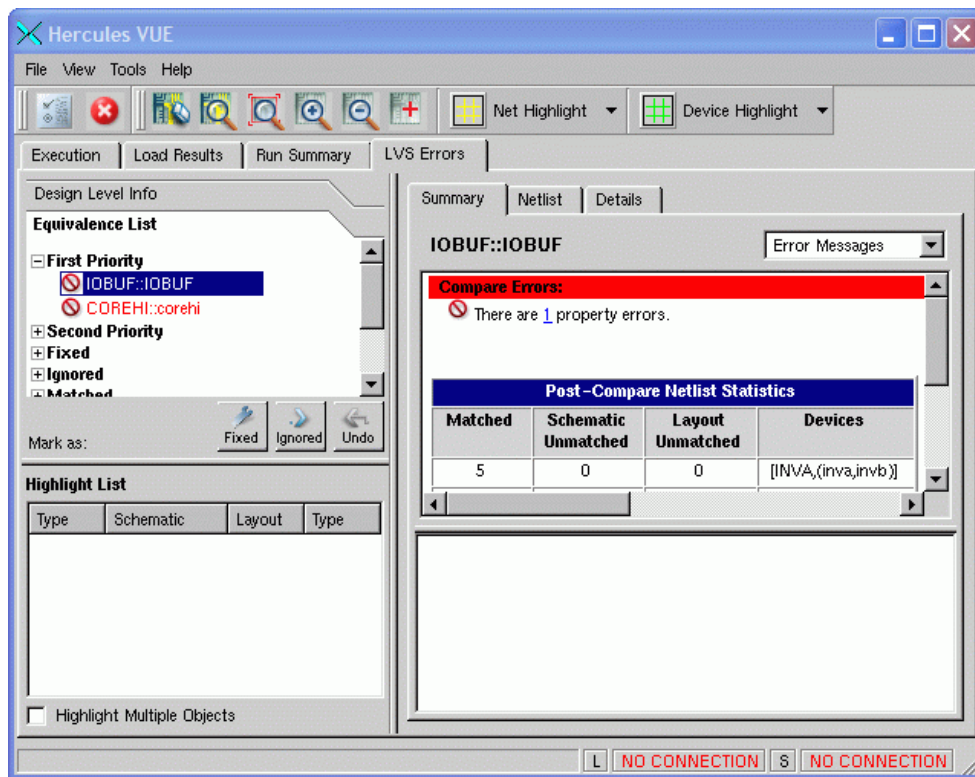 Hercules VUE
File View Tools Help
Net Highlight Device Highlight
Execution Load Results Run Summary LVS Errors
Design Level Info
Equivalence List
First Priority
IOBUF::IOBUF
COREHI::corehi
Second Priority
Fixed
Ignored
Matched
Mark as: Fixed Ignored Undo
Highlight List
Type Schematic Layout Type
Highlight Multiple Objects
Summary Netlist Details
IOBUF::IOBUF Error Messages
Compare Errors:
There are 1 property errors.
Post-Compare Netlist Statistics
Matched Schematic Unmatched Layout Unmatched Devices
5 0 0 [INVA,(inva,invb)]
L NO CONNECTION S NO CONNECTION